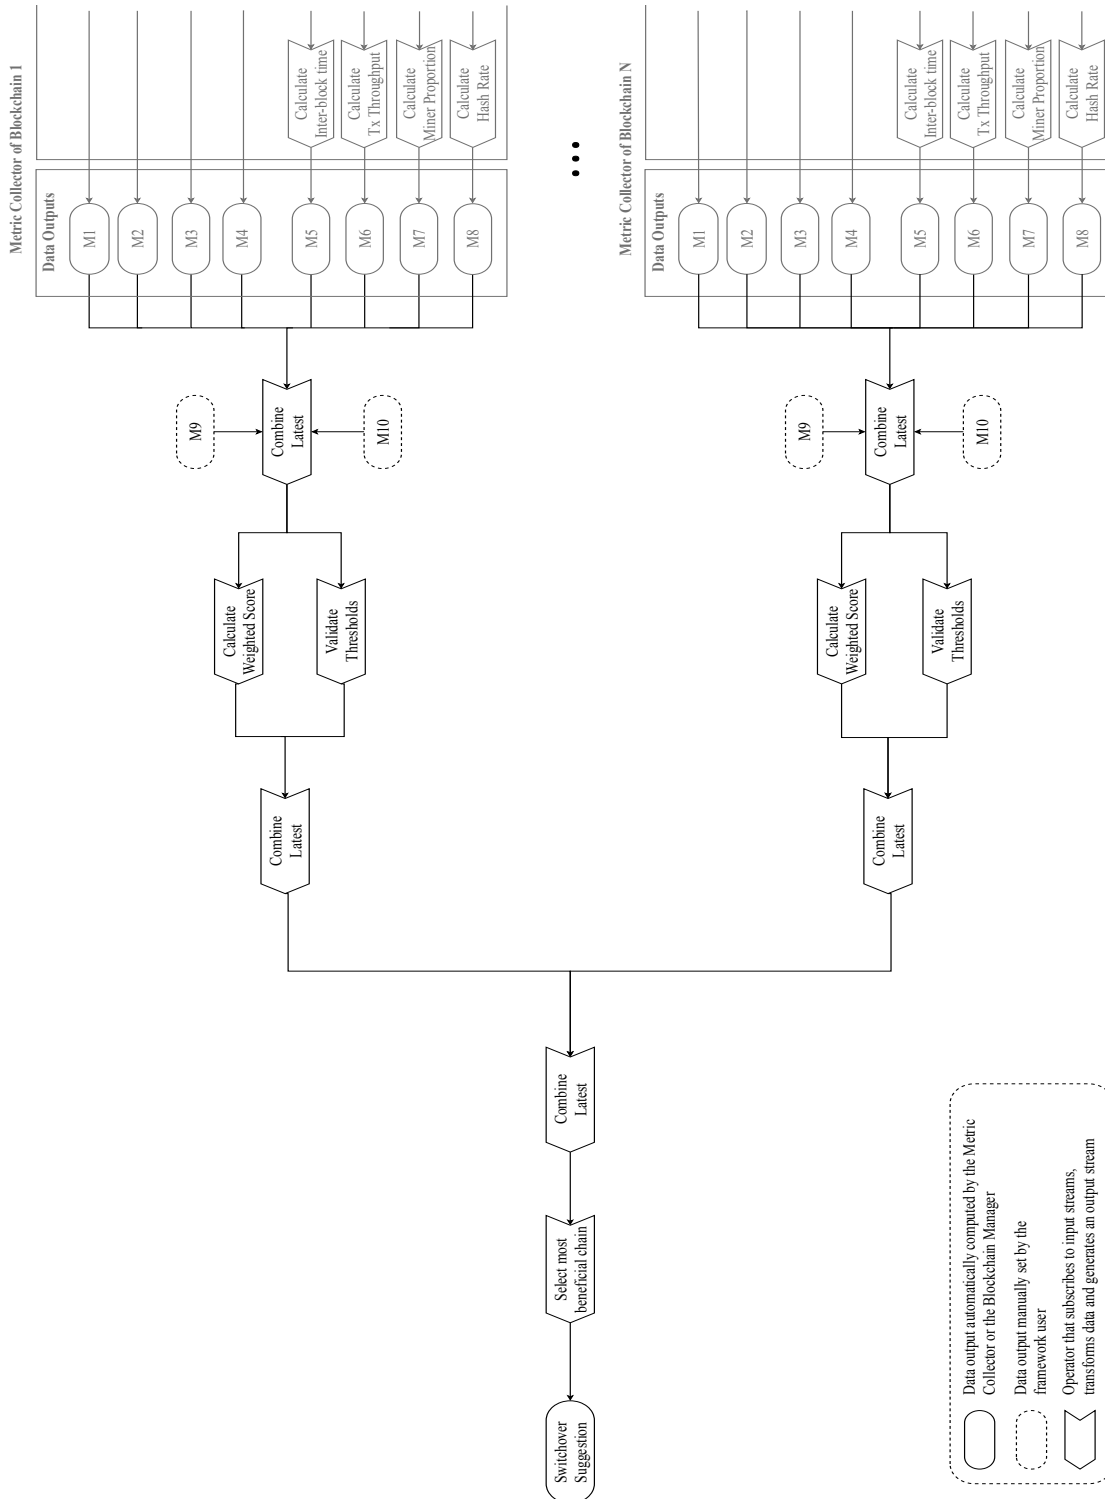 Metric Collector of Blockchain 1
Calculate
Inter-block time
Calculate
Tx Throughput
Calculate
Miner Proportion
Calculate
Hash Rate
Data Outputs
M1
M2
M3
M4
M5
M6
M7
M8
M9
Combine
Latest
M10
Calculate
Weighted Score
Validate
Thresholds
Combine
Latest
...
Metric Collector of Blockchain N
Calculate
Inter-block time
Calculate
Tx Throughput
Calculate
Miner Proportion
Calculate
Hash Rate
Data Outputs
M1
M2
M3
M4
M5
M6
M7
M8
M9
Combine
Latest
M10
Calculate
Weighted Score
Validate
Thresholds
Combine
Latest
Combine
Latest
Select most
beneficial chain
Switchover
Suggestion
Data output automatically computed by the Metric
Collector or the Blockchain Manager
Data output manually set by the
framework user
Operator that subscribes to input streams,
transforms data and generates an output stream